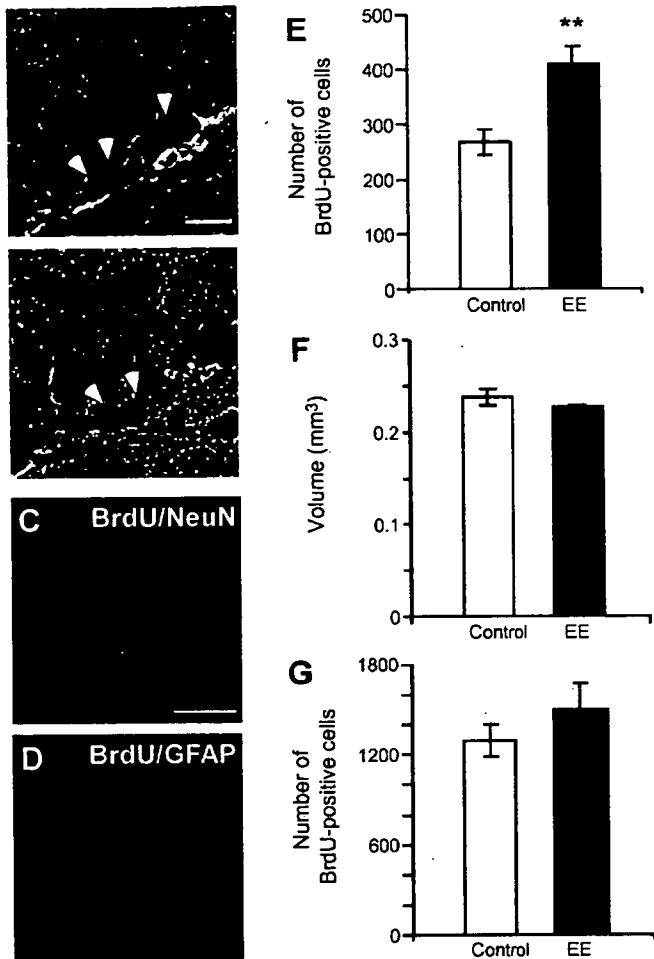 C BrdU/NeuN
D BrdU/GFAP
E
Number of
BrdU-positive cells
500
400
300
200
100
0
**
Control EE
F
Volume (mm³)
0.3
0.2
0.1
0
Control EE
G
Number of
BrdU-positive cells
1800
1200
600
0
Control EE